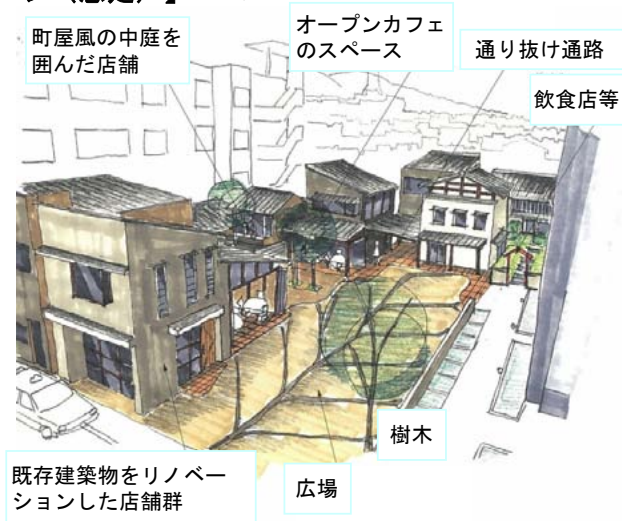 町屋風の中庭を
囲んだ店舗
オープンカフェ
のスペース
通り抜け通路
飲食店等
樹木
広場
既存建築物をリノベー
ションした店舗群